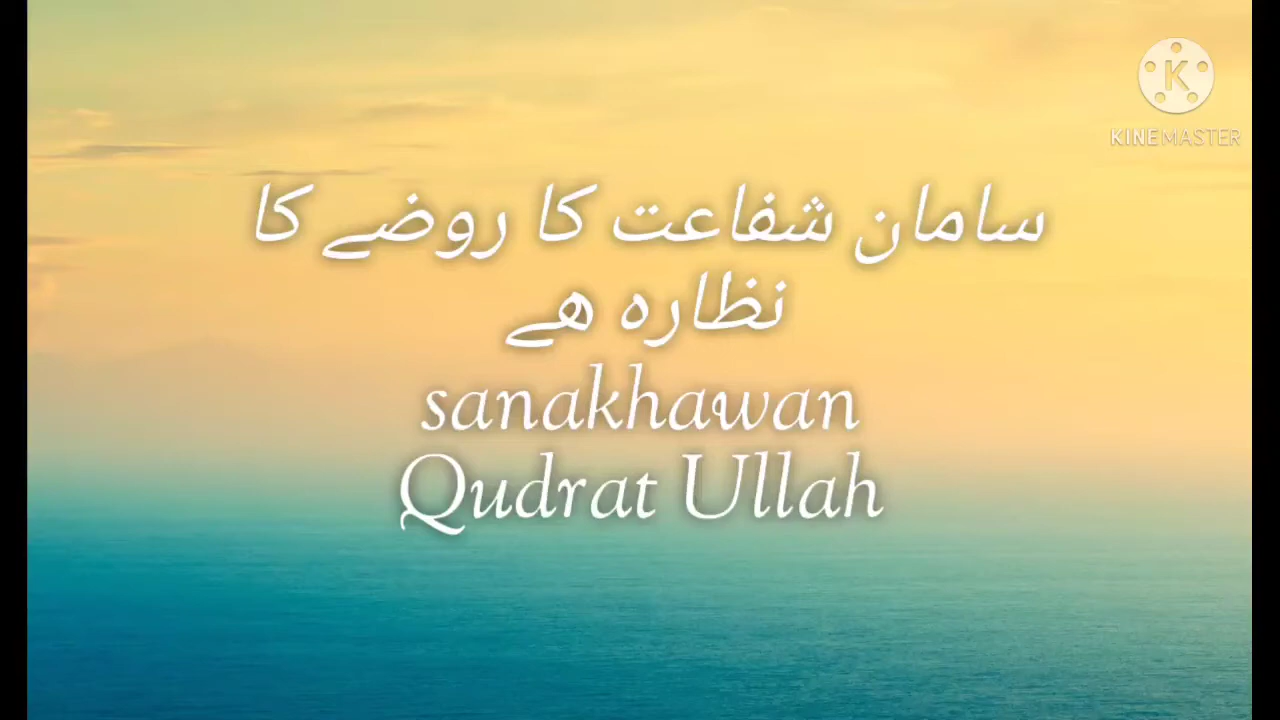 KINEMASTER
سامان شفاعت کا روضے کا
نظارہ ھے
sanakhawan
Qudrat Ullah